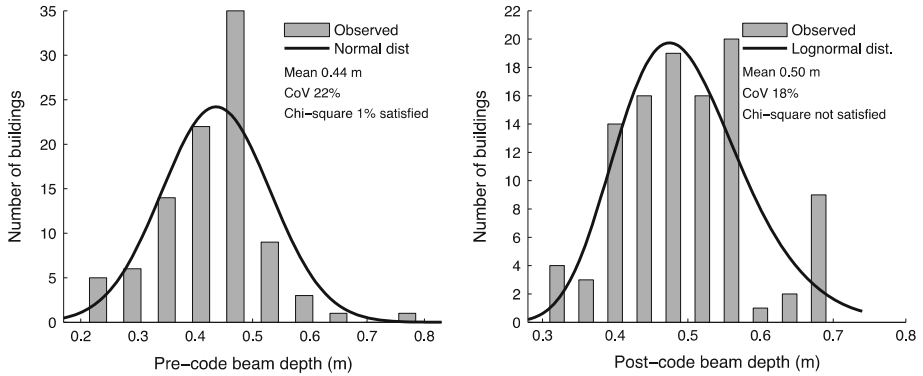 35
30
25
20
15
10
5
0
0.2 0.3 0.4 0.5 0.6 0.7 0.8
Number of buildings
Pre−code beam depth (m)
Observed
Normal dist
Mean 0.44 m
CoV 22%
Chi−square 1% satisfied
22
20
18
16
14
12
10
8
6
4
2
0
0.3 0.4 0.5 0.6 0.7 0.8
Number of buildings
Post−code beam depth (m)
Observed
Lognormal dist.
Mean 0.50 m
CoV 18%
Chi−square not satisfied